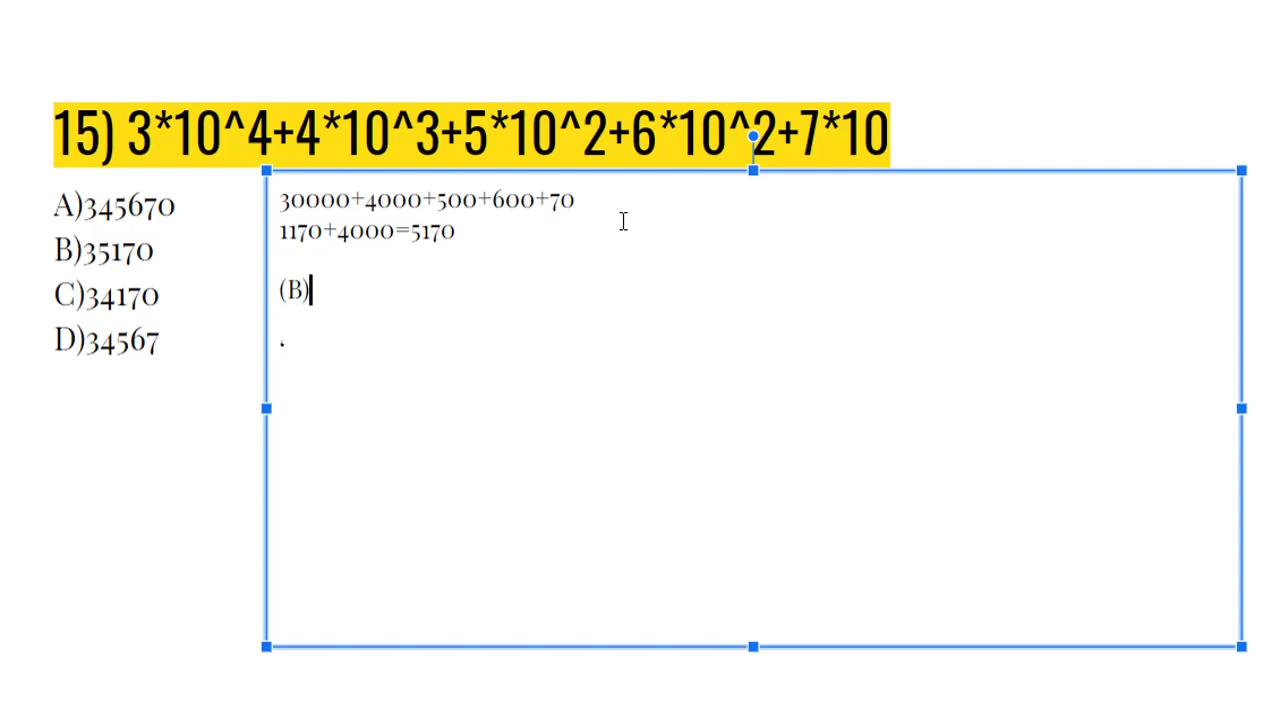 15) 3*10^4+4*10^3+5*10^2+6*10^2+7*10
A)345670
B)35170
C)34170
D)34567
30000+4000+500+600+70
1170+4000=5170
(B)
.